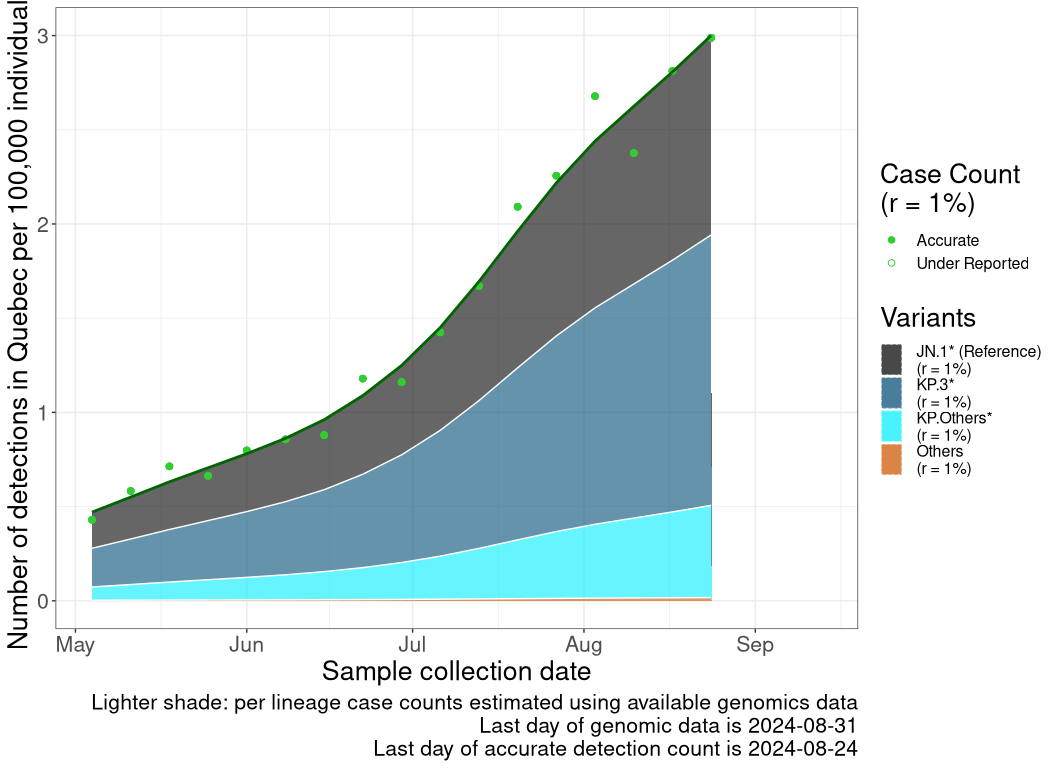 Number of detections in Quebec per 100,000 individual
3
2
1
0
May Jun Jul Aug Sep
Sample collection date
Lighter shade: per lineage case counts estimated using available genomics data
Last day of genomic data is 2024-08-31
Last day of accurate detection count is 2024-08-24
Case Count
(r = 1%)
Accurate
Under Reported
Variants
JN.1* (Reference)
(r = 1%)
KP.3*
(r = 1%)
KP.Others*
(r = 1%)
Others
(r = 1%)